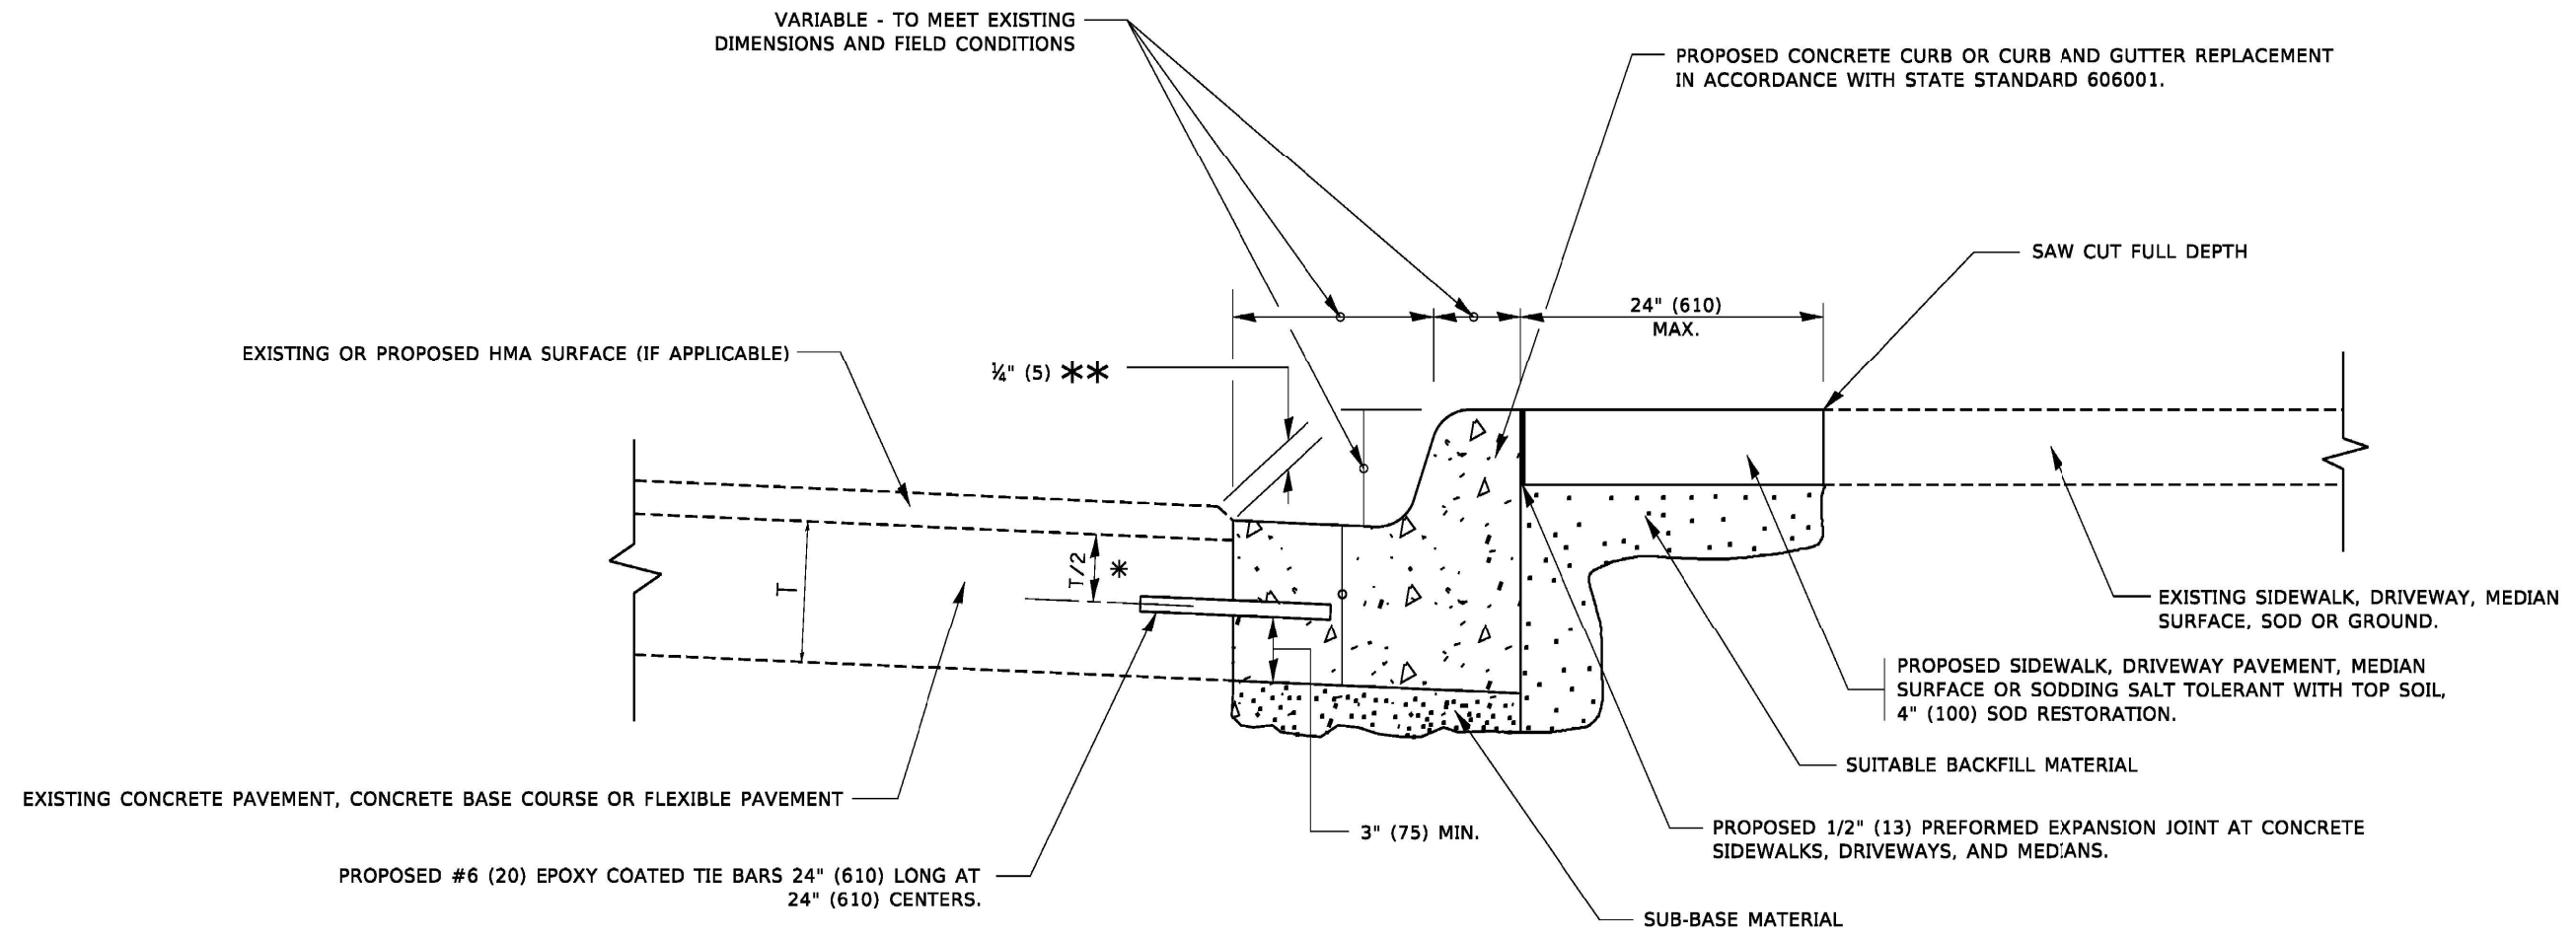 VARIABLE - TO MEET EXISTING
DIMENSIONS AND FIELD CONDITIONS
PROPOSED CONCRETE CURB OR CURB AND GUTTER REPLACEMENT
IN ACCORDANCE WITH STATE STANDARD 606001.
SAW CUT FULL DEPTH
24" (610)
MAX.
EXISTING OR PROPOSED HMA SURFACE (IF APPLICABLE)
¼" (5) **
T
T/2
*
EXISTING SIDEWALK, DRIVEWAY, MEDIAN
SURFACE, SOD OR GROUND.
PROPOSED SIDEWALK, DRIVEWAY PAVEMENT, MEDIAN
SURFACE OR SODDING SALT TOLERANT WITH TOP SOIL,
4" (100) SOD RESTORATION.
SUITABLE BACKFILL MATERIAL
EXISTING CONCRETE PAVEMENT, CONCRETE BASE COURSE OR FLEXIBLE PAVEMENT
3" (75) MIN.
PROPOSED 1/2" (13) PREFORMED EXPANSION JOINT AT CONCRETE
SIDEWALKS, DRIVEWAYS, AND MEDIANS.
PROPOSED #6 (20) EPOXY COATED TIE BARS 24" (610) LONG AT
24" (610) CENTERS.
SUB-BASE MATERIAL